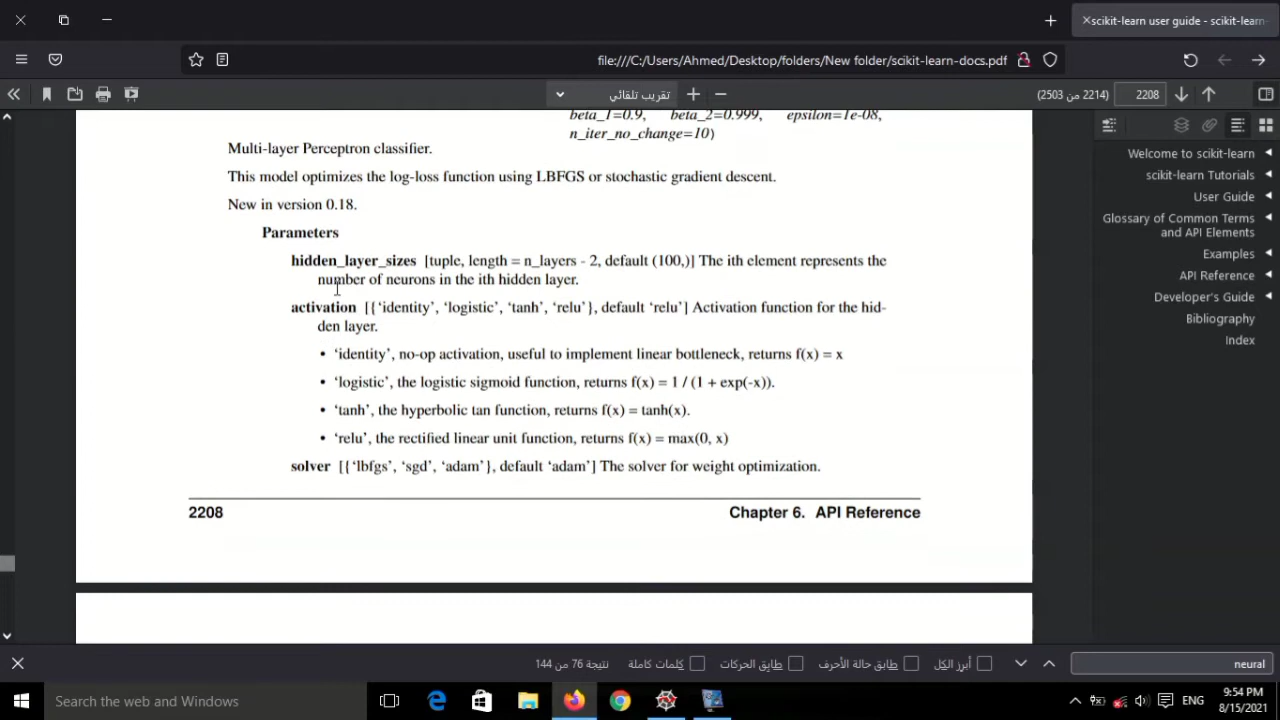 scikit-learn user guide - scikit-learn-
file:///C:/Users/Ahmed/Desktop/folders/New folder/scikit-learn-docs.pdf
تقريب تلقائي
(2214 من 2503)
2208
beta_1=0.9, beta_2=0.999, epsilon=1e-08,
n_iter_no_change=10)
Multi-layer Perceptron classifier.
This model optimizes the log-loss function using LBFGS or stochastic gradient descent.
New in version 0.18.
Parameters
hidden_layer_sizes [tuple, length = n_layers - 2, default (100,)] The ith element represents the
number of neurons in the ith hidden layer.
activation [{‘identity’, ‘logistic’, ‘tanh’, ‘relu’}, default ‘relu’] Activation function for the hid-
den layer.
• ‘identity’, no-op activation, useful to implement linear bottleneck, returns f(x) = x
• ‘logistic’, the logistic sigmoid function, returns f(x) = 1 / (1 + exp(-x)).
• ‘tanh’, the hyperbolic tan function, returns f(x) = tanh(x).
• ‘relu’, the rectified linear unit function, returns f(x) = max(0, x)
solver [{‘lbfgs’, ‘sgd’, ‘adam’}, default ‘adam’] The solver for weight optimization.
2208 Chapter 6. API Reference
Welcome to scikit-learn
scikit-learn Tutorials
User Guide
Glossary of Common Terms
and API Elements
Examples
API Reference
Developer's Guide
Bibliography
Index
neural
أبرز الكل
طابق حالة الأحرف
طابق الحركات
كلمات كاملة
نتيجة 76 من 144
Search the web and Windows
ENG
9:54 PM
8/15/2021